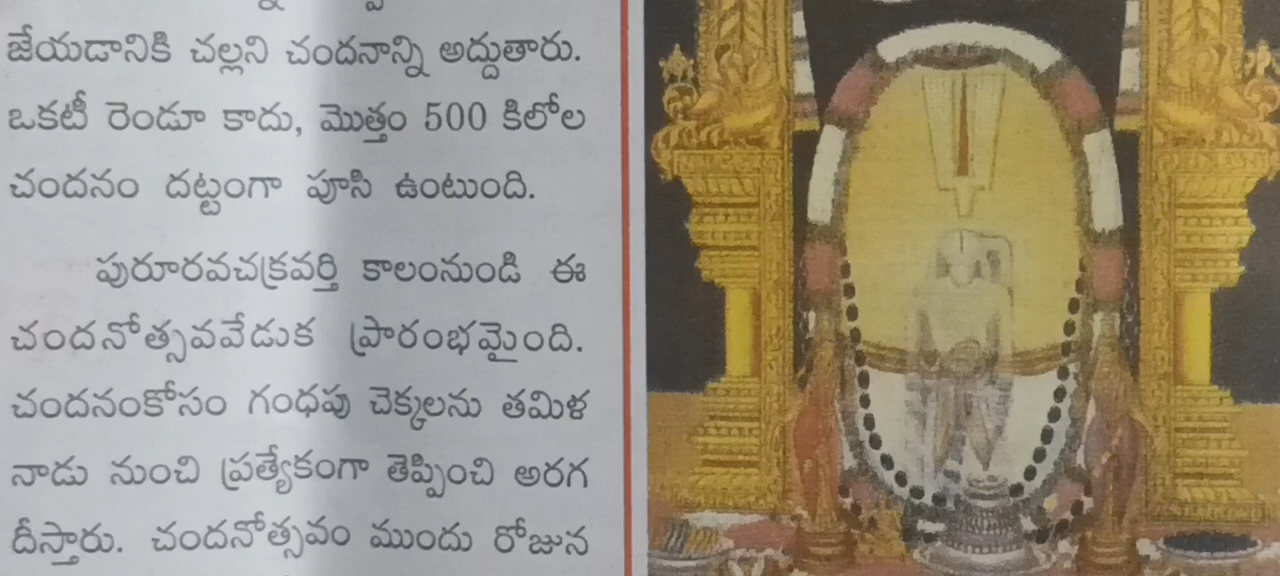 జేయడానికి చల్లని చందనాన్ని అద్దుతారు.
ఒకటీ రెండూ కాదు, మొత్తం 500 కిలోల
చందనం దట్టంగా పూసి ఉంటుంది.
పురూరవచక్రవర్తి కాలంనుండి ఈ
చందనోత్సవవేడుక ప్రారంభమైంది.
చందనంకోసం గంధపు చెక్కలను తమిళ
నాడు నుంచి ప్రత్యేకంగా తెప్పించి అరగ
దీస్తారు. చందనోత్సవం ముందు రోజున